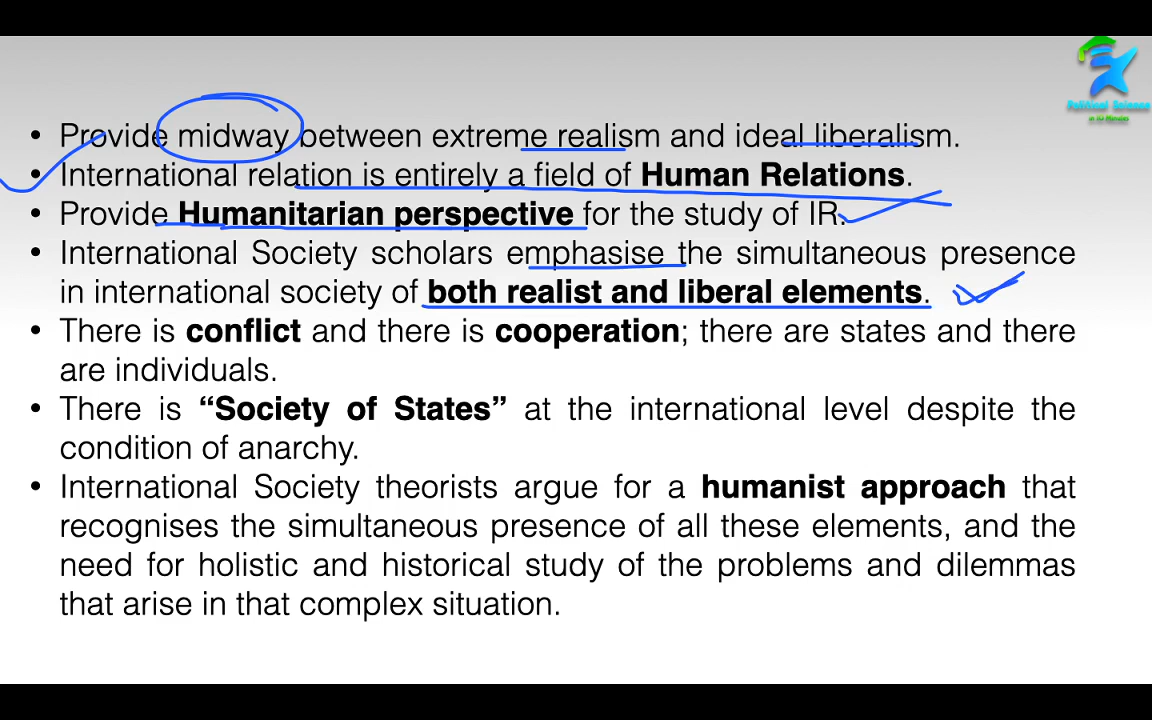 Political Science
in 10 Minutes
• Provide midway between extreme realism and ideal liberalism.
• International relation is entirely a field of Human Relations.
• Provide Humanitarian perspective for the study of IR.
• International Society scholars emphasise the simultaneous presence
in international society of both realist and liberal elements.
• There is conflict and there is cooperation; there are states and there
are individuals.
• There is “Society of States” at the international level despite the
condition of anarchy.
• International Society theorists argue for a humanist approach that
recognises the simultaneous presence of all these elements, and the
need for holistic and historical study of the problems and dilemmas
that arise in that complex situation.